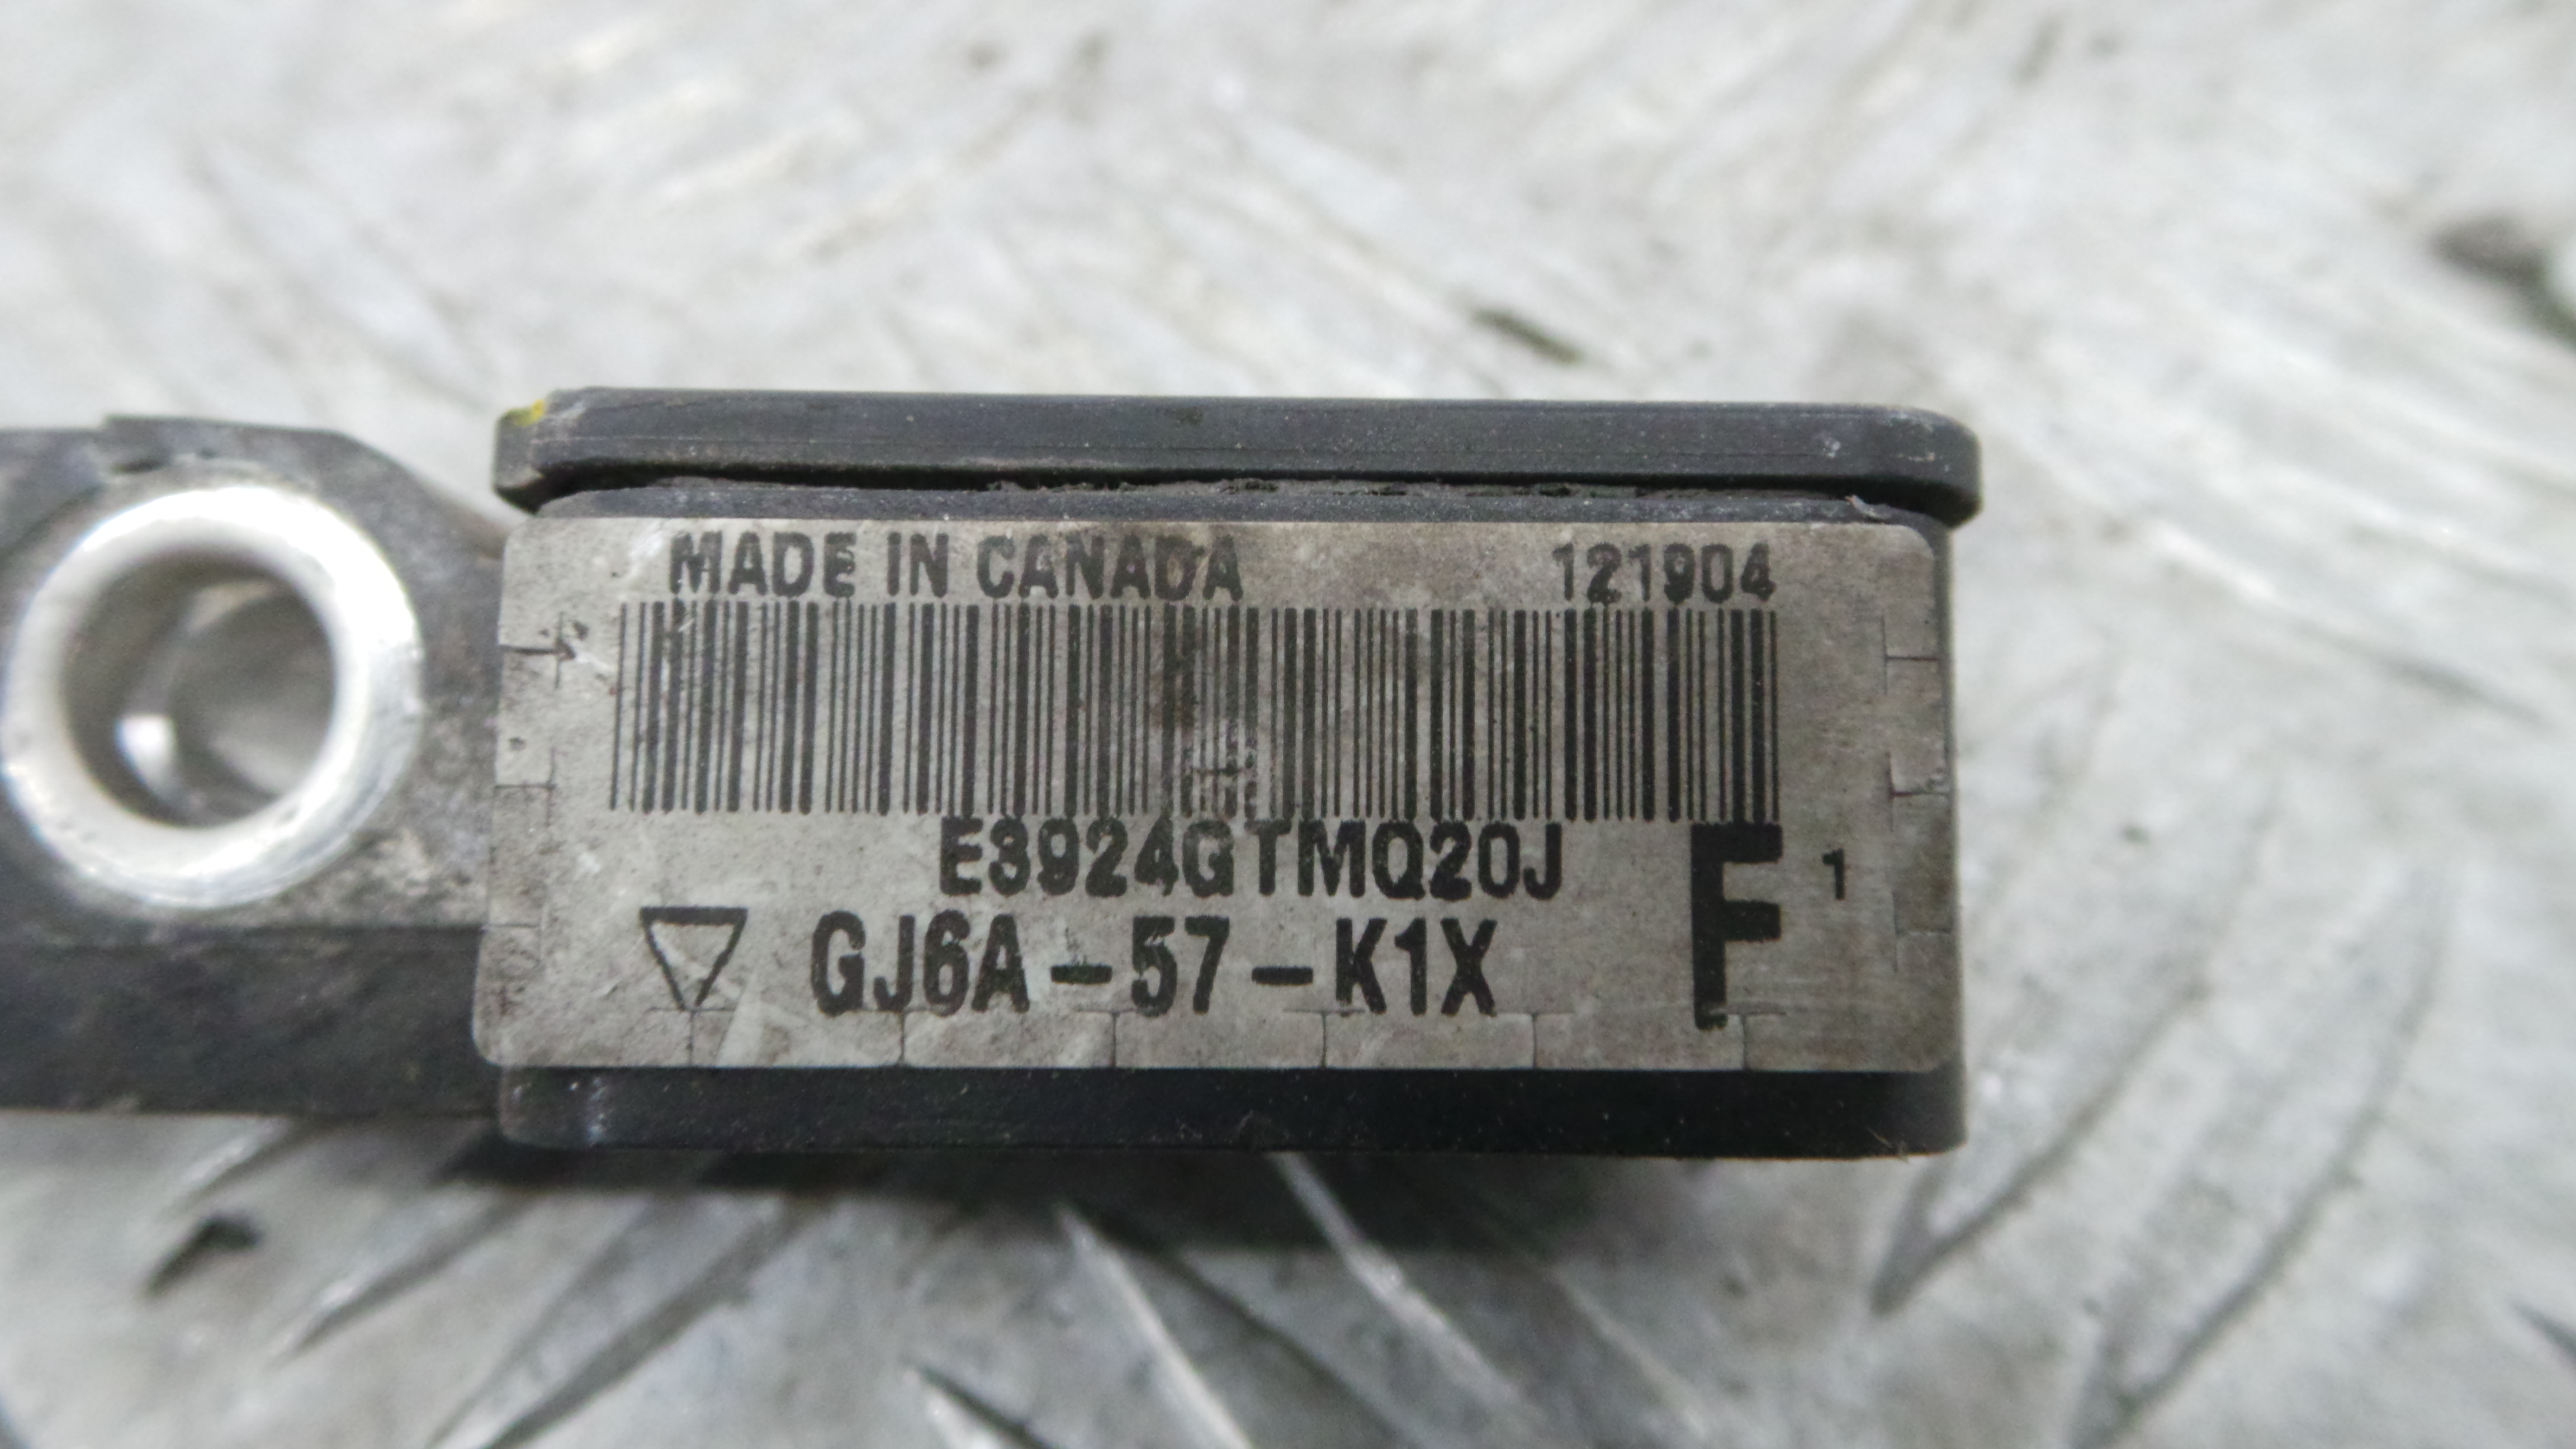 MADE IN CANADA 121904
E3924GTMQ20J
GJ6A-57-K1X F 1